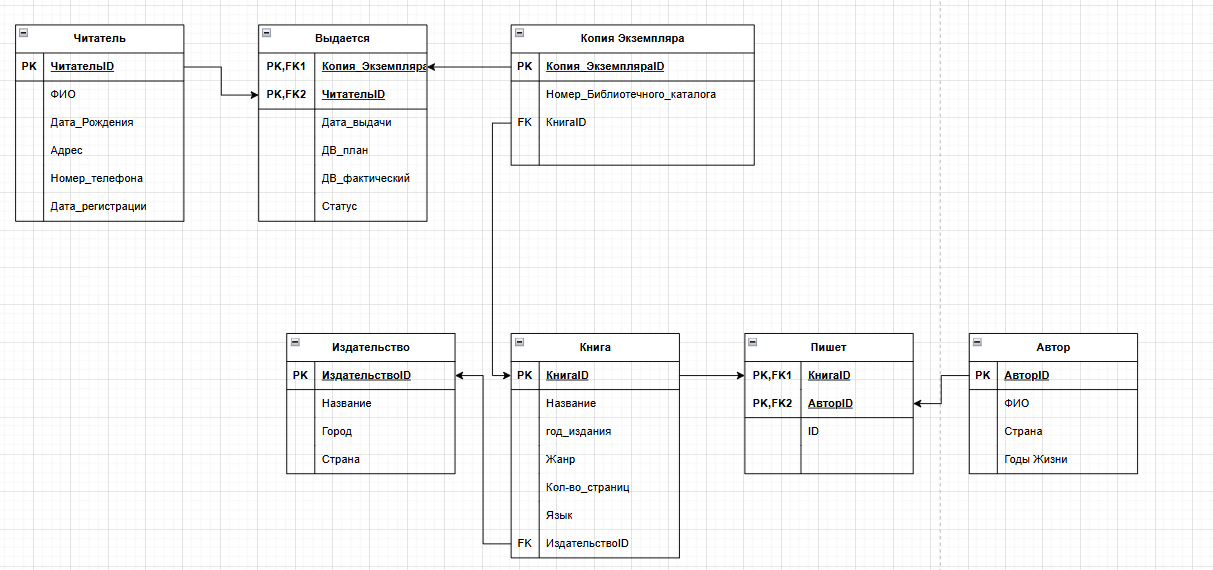 Читатель
PK ЧитательID
ФИО
Дата_Рождения
Адрес
Номер_телефона
Дата_регистрации
Выдается
PK,FK1 Копия_Экземпляра
PK,FK2 ЧитательID
Дата_выдачи
ДВ_план
ДВ_фактический
Статус
Копия Экземпляра
PK Копия_ЭкземпляраID
Номер_Библиотечного_каталога
FK КнигаID
Издательство
PK ИздательствоID
Название
Город
Страна
Книга
PK КнигаID
Название
год_издания
Жанр
Кол-во_страниц
Язык
FK ИздательствоID
Пишет
PK,FK1 КнигаID
PK,FK2 АвторID
ID
Автор
PK АвторID
ФИО
Страна
Годы Жизни